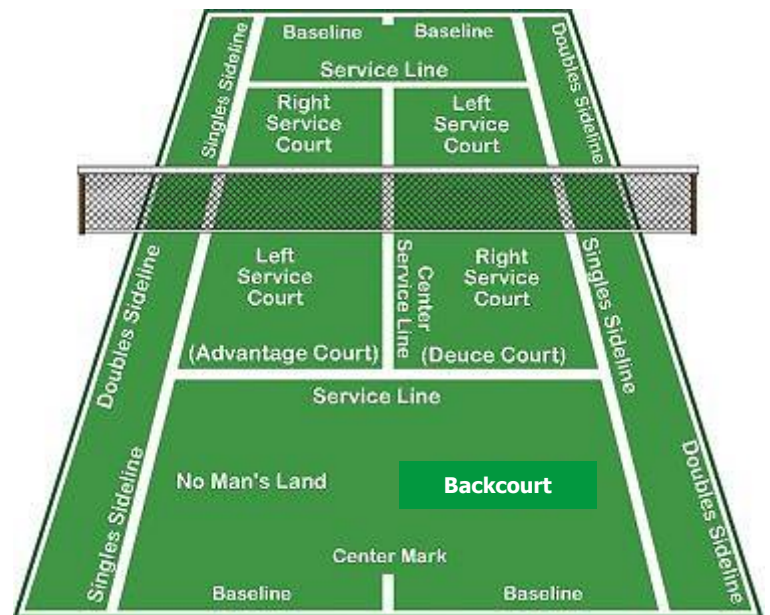 Baseline Baseline
Service Line
Singles Sideline
Doubles Sideline
Right
Service
Court
Left
Service
Court
Doubles Sideline
Left
Service
Court
Center
Service Line
Right
Service
Court
Singles Sideline
(Advantage Court)
(Deuce Court)
Service Line
No Man's Land
Backcourt
Singles Sideline
Doubles Sideline
Center Mark
Baseline
Baseline